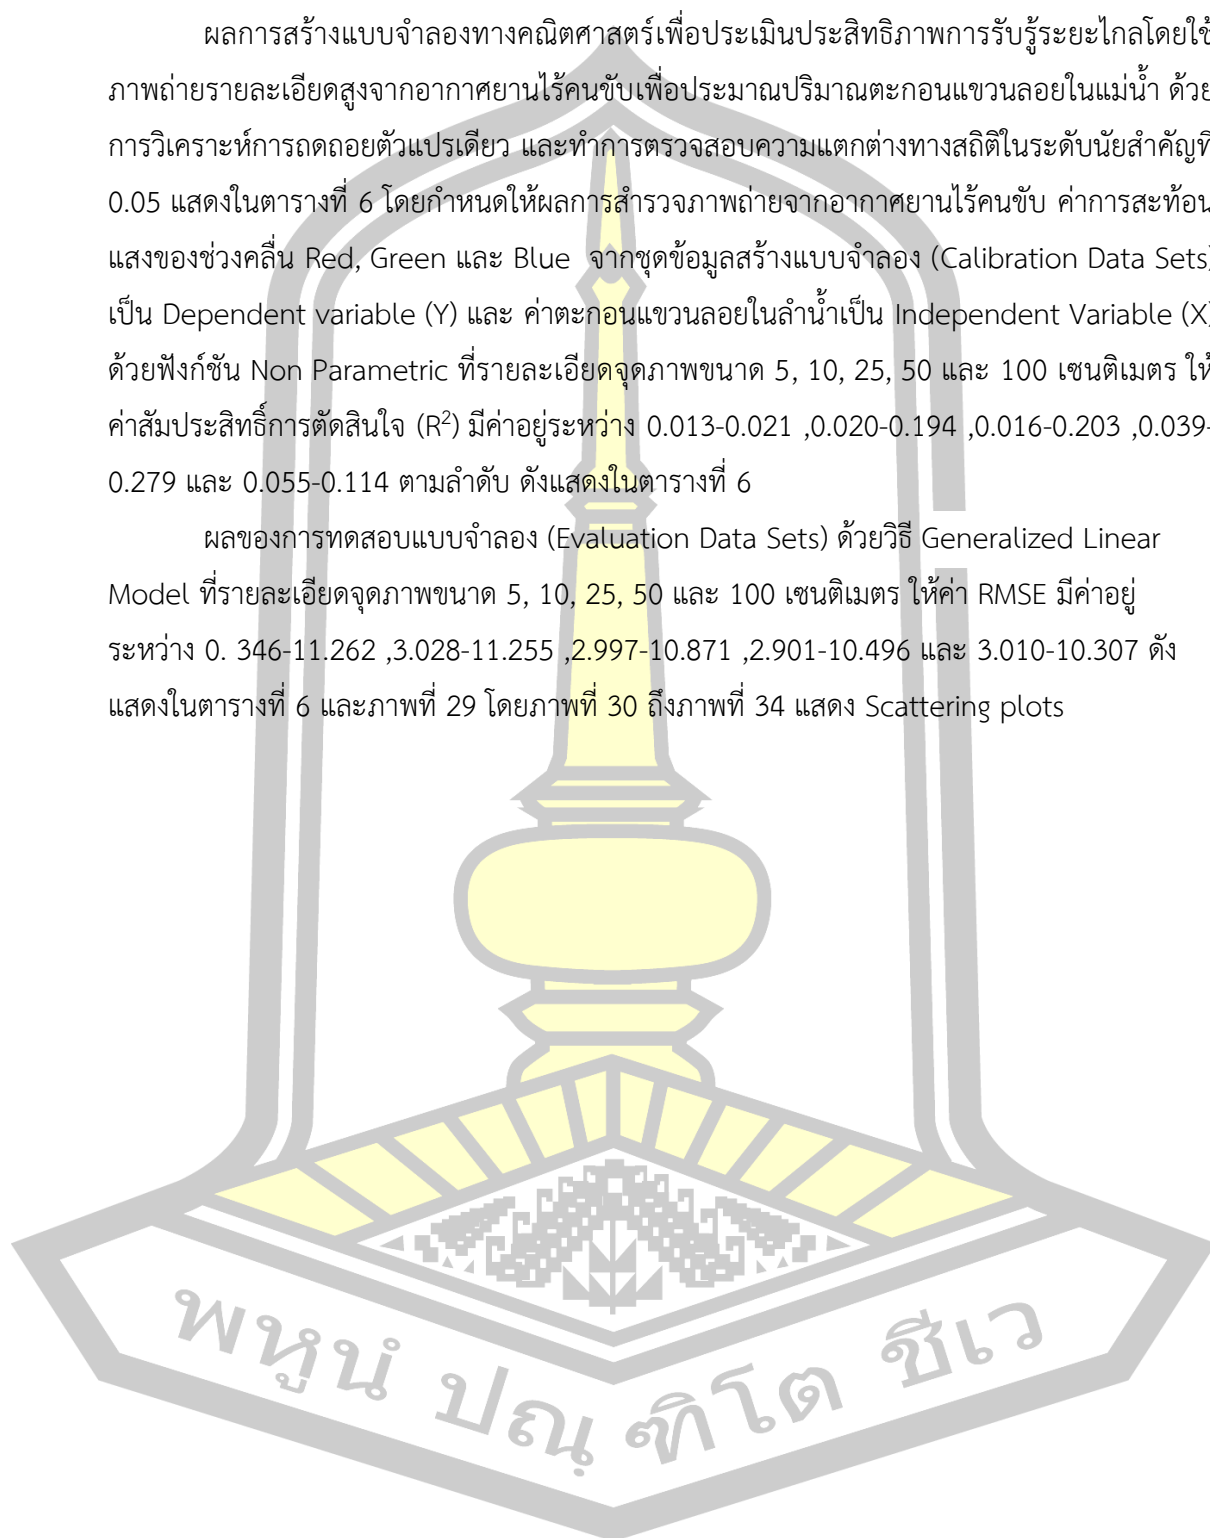 ผลการสร้างแบบจำลองทางคณิตศาสตร์เพื่อประเมินประสิทธิภาพการรับรู้ระยะไกลโดยใช้
ภาพถ่ายรายละเอียดสูงจากอากาศยานไร้คนขับเพื่อประมาณปริมาณตะกอนแขวนลอยในแม่น้ำ ด้วย
การวิเคราะห์การถดถอยตัวแปรเดียว และทำการตรวจสอบความแตกต่างทางสถิติในระดับนัยสำคัญที่
0.05 แสดงในตารางที่ 6 โดยกำหนดให้ผลการสำรวจภาพถ่ายจากอากาศยานไร้คนขับ ค่าการสะท้อน
แสงของช่วงคลื่น Red, Green และ Blue จากชุดข้อมูลสร้างแบบจำลอง (Calibration Data Sets)
เป็น Dependent variable (Y) และ ค่าตะกอนแขวนลอยในลำน้ำเป็น Independent Variable (X)
ด้วยฟังก์ชัน Non Parametric ที่รายละเอียดจุดภาพขนาด 5, 10, 25, 50 และ 100 เซนติเมตร ให้
ค่าสัมประสิทธิ์การตัดสินใจ (R²) มีค่าอยู่ระหว่าง 0.013-0.021 ,0.020-0.194 ,0.016-0.203 ,0.039-
0.279 และ 0.055-0.114 ตามลำดับ ดังแสดงในตารางที่ 6
ผลของการทดสอบแบบจำลอง (Evaluation Data Sets) ด้วยวิธี Generalized Linear
Model ที่รายละเอียดจุดภาพขนาด 5, 10, 25, 50 และ 100 เซนติเมตร ให้ค่า RMSE มีค่าอยู่
ระหว่าง 0. 346-11.262 ,3.028-11.255 ,2.997-10.871 ,2.901-10.496 และ 3.010-10.307 ดัง
แสดงในตารางที่ 6 และภาพที่ 29 โดยภาพที่ 30 ถึงภาพที่ 34 แสดง Scattering plots
พหูนํ ปณฺฑิโต ชีเว